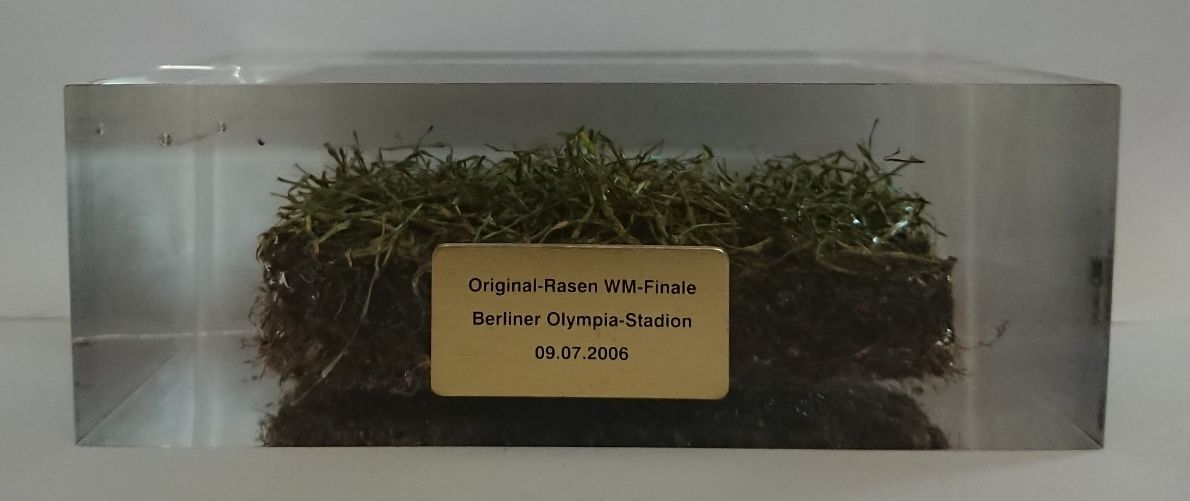 Original-Rasen WM-Finale
Berliner Olympia-Stadion
09.07.2006